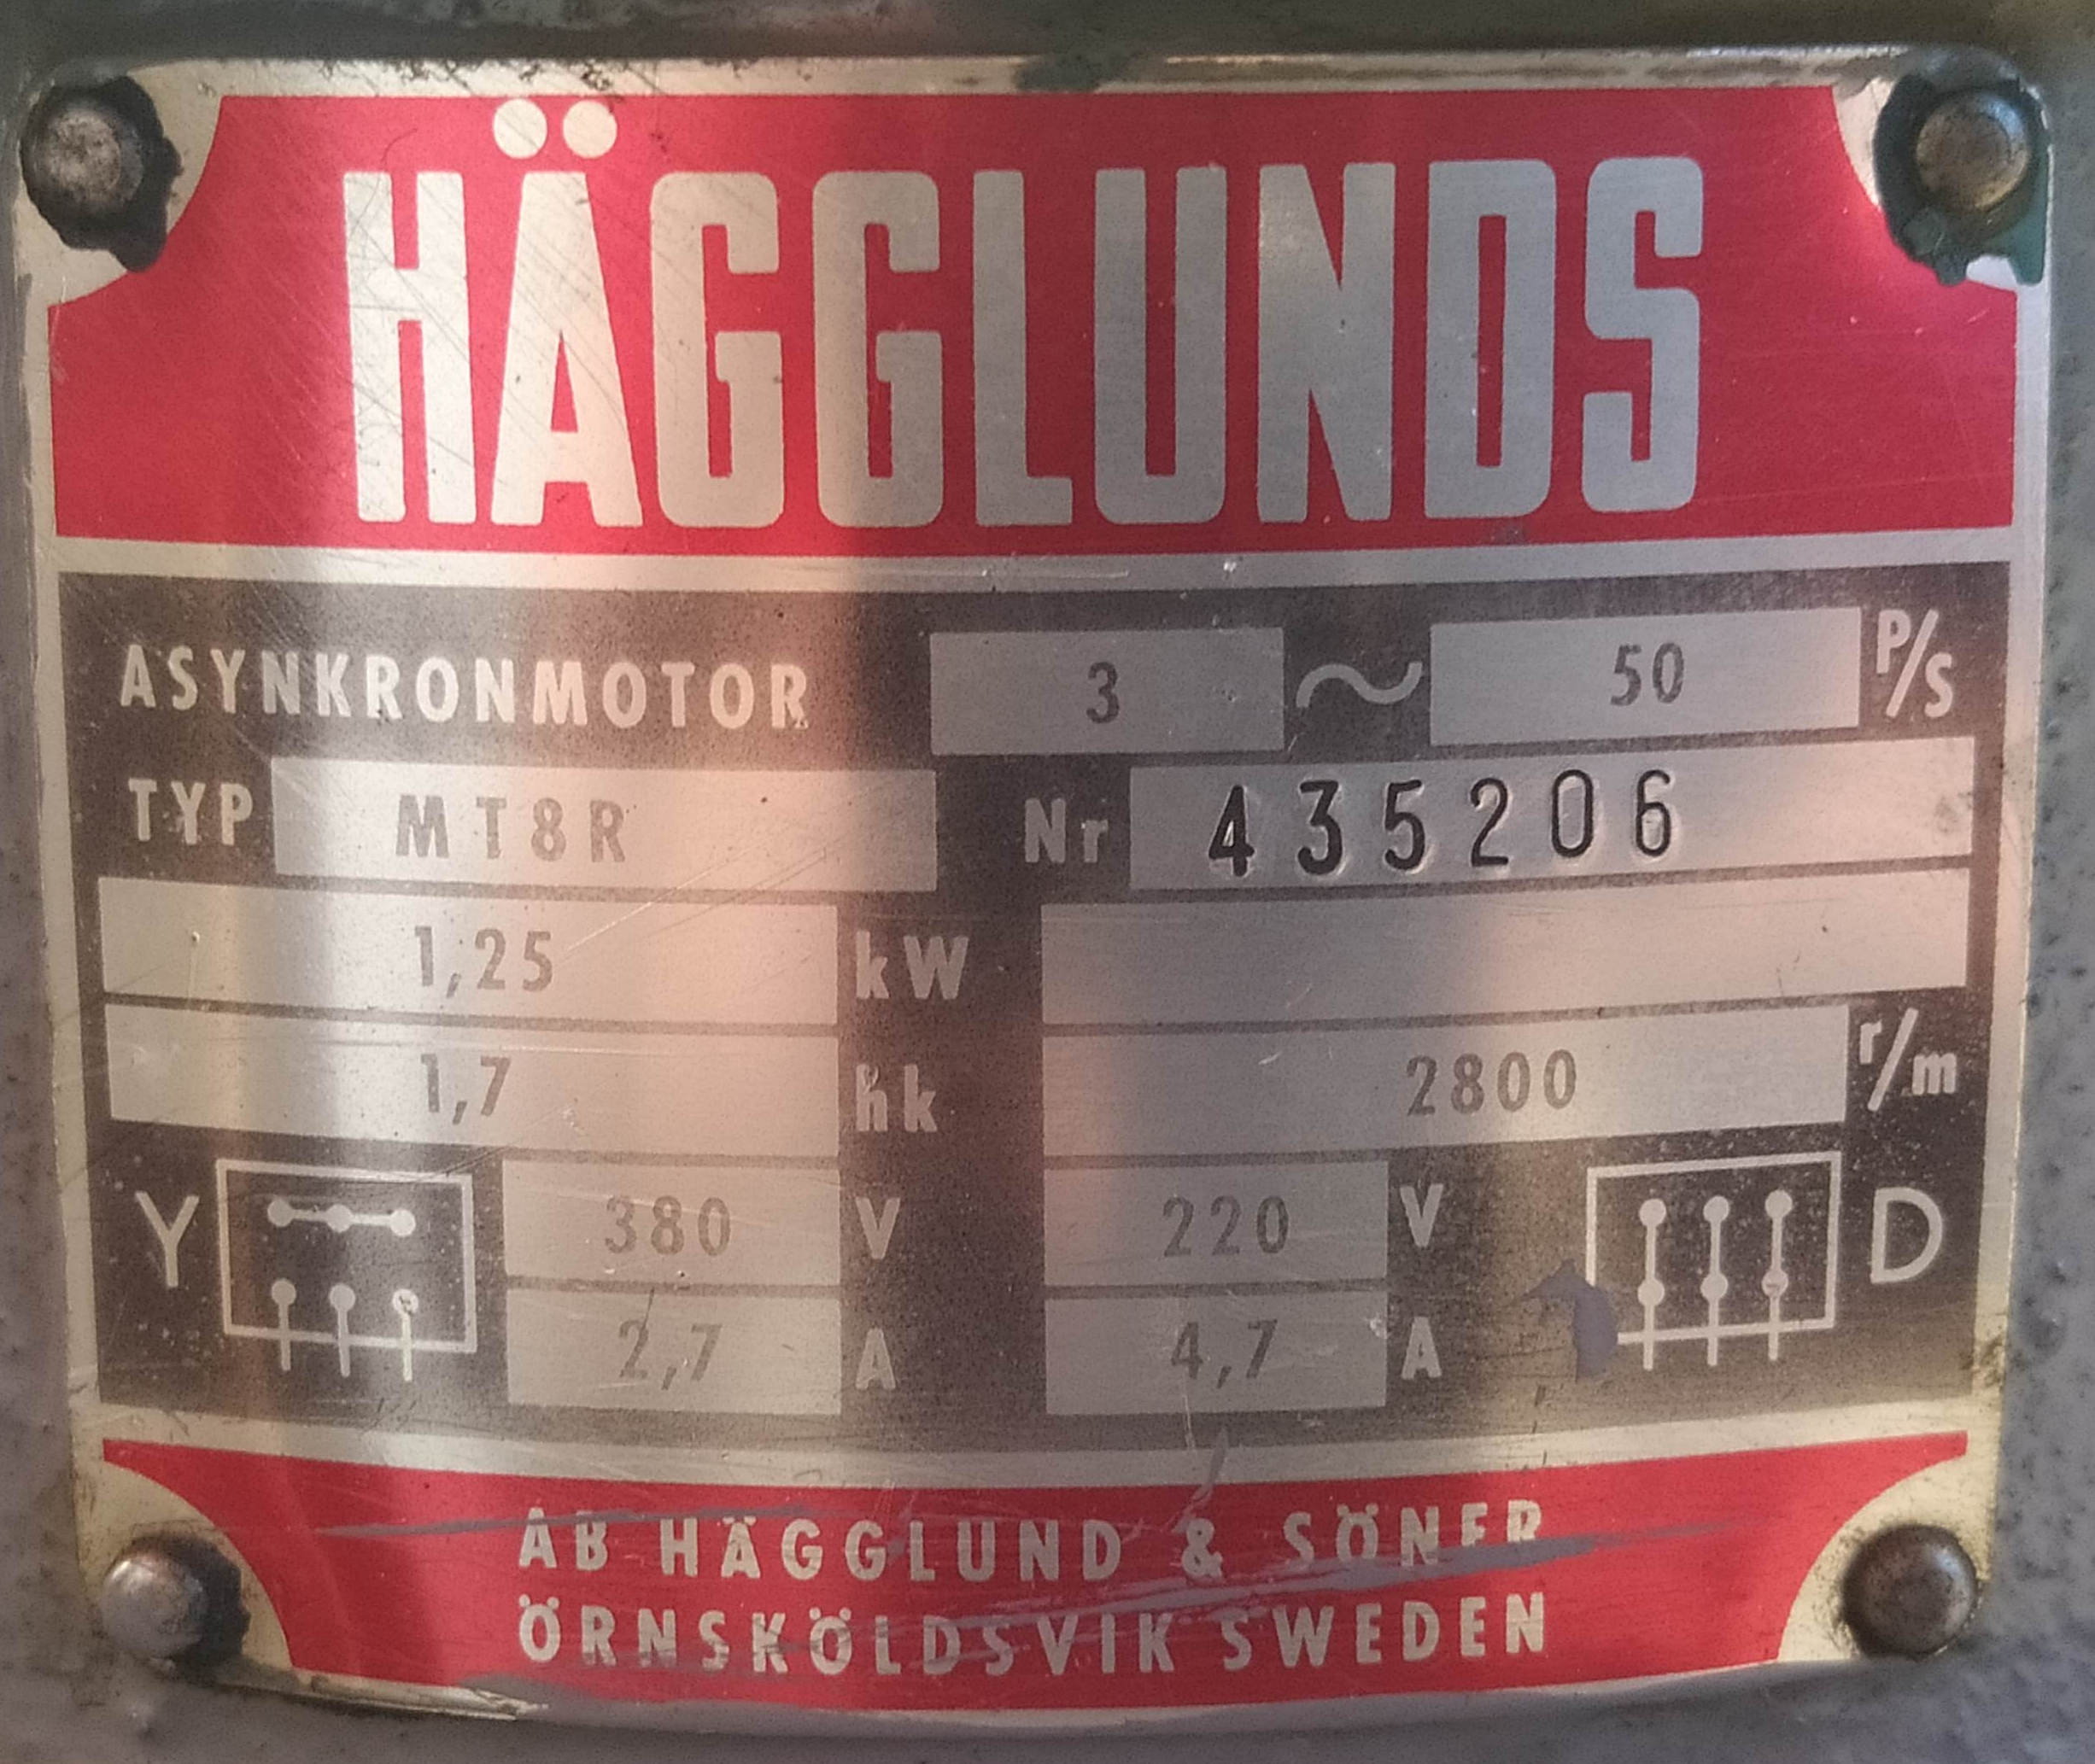 HÄGGLUNDS
ASYNKRONMOTOR 3 ~ 50 P/S
TYP MT8R Nr 435206
1,25 kW
1,7 hk 2800 r/m
Y 380 V 220 V D
2,7 A 4,7 A
AB HÄGGLUND & SÖNER
ÖRNSKÖLDSVIK SWEDEN